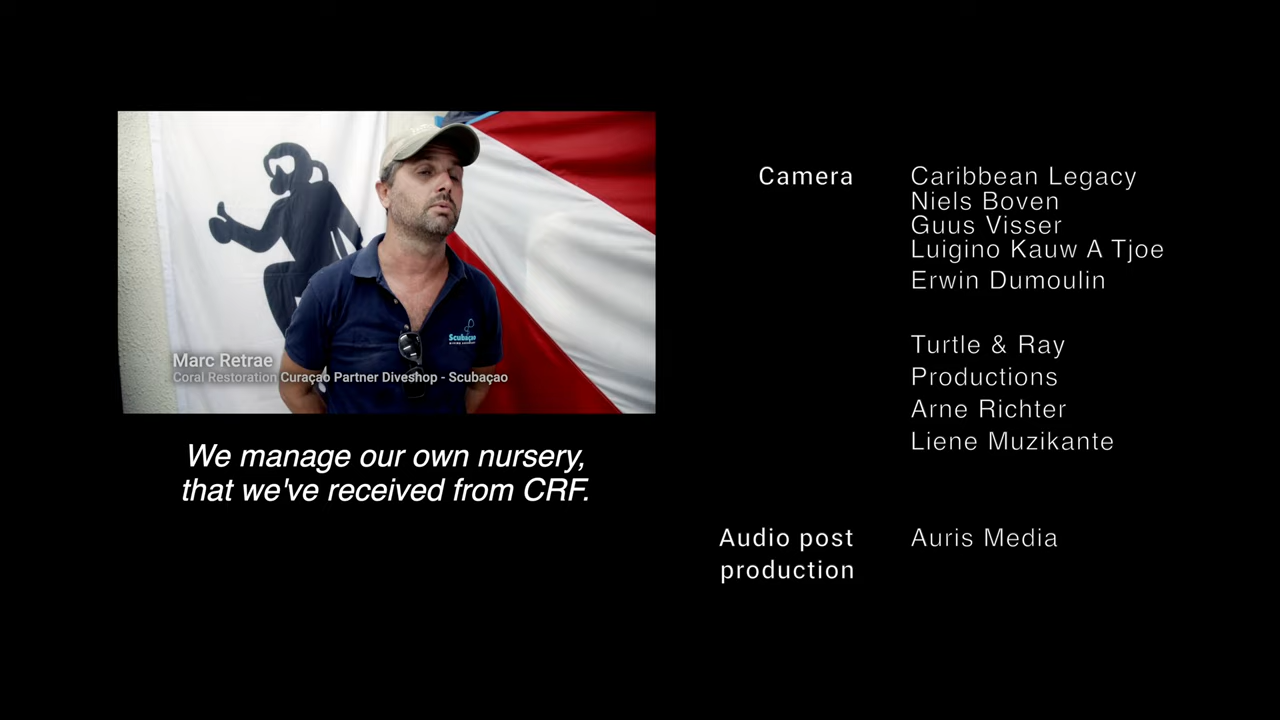 Scubaçao
Marc Retrae
Coral Restoration Curaçao Partner Diveshop - Scubaçao
We manage our own nursery,
that we've received from CRF.
Camera
Caribbean Legacy
Niels Boven
Guus Visser
Luigino Kauw A Tjoe
Erwin Dumoulin
Turtle & Ray
Productions
Arne Richter
Liene Muzikante
Audio post
production
Auris Media